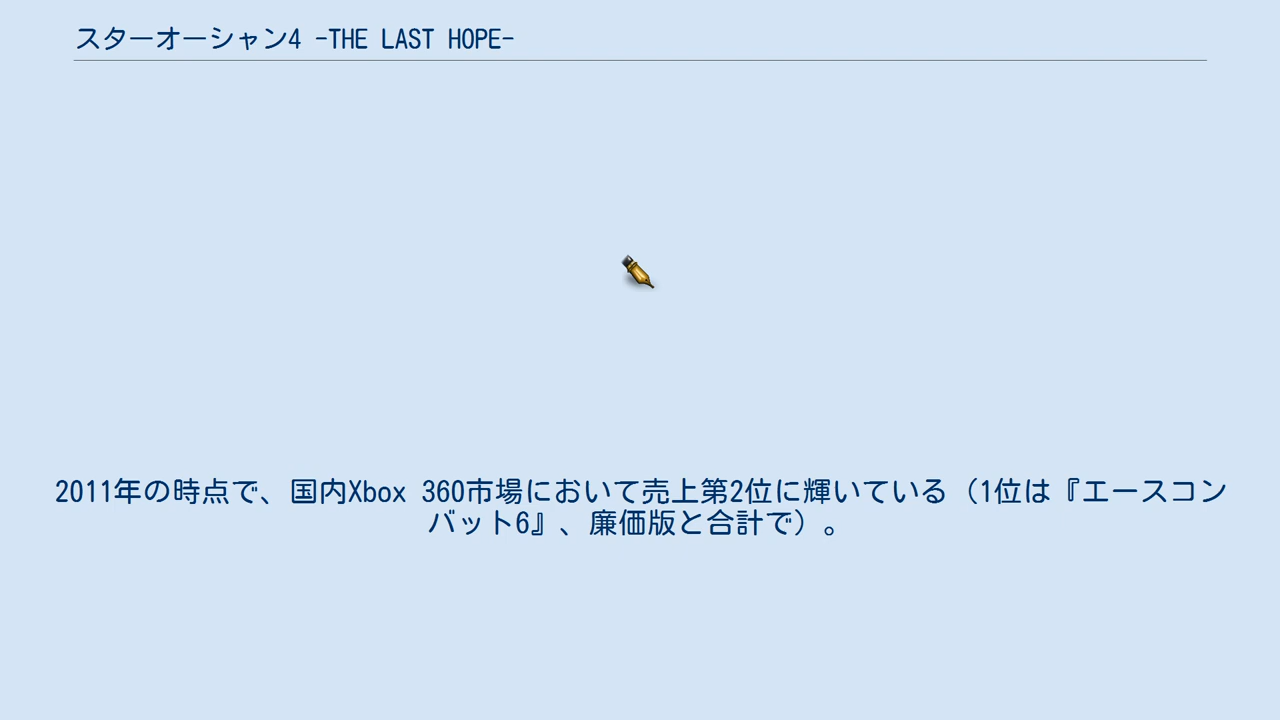 スターオーシャン4 -THE LAST HOPE-
2011年の時点で、国内Xbox 360市場において売上第2位に輝いている（1位は『エースコン
バット6』、廉価版と合計で）。